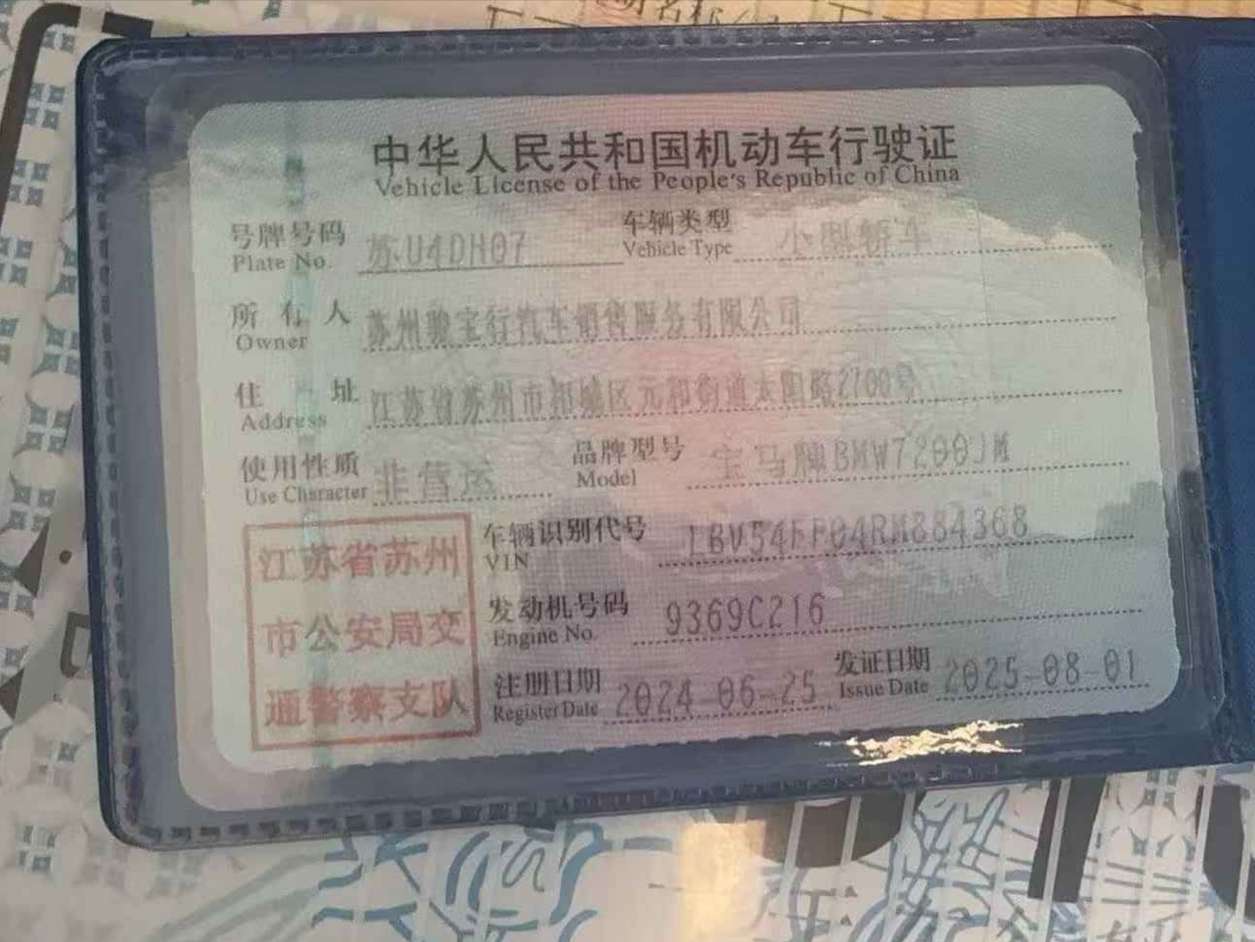 中华人民共和国机动车行驶证
Vehicle License of the People's Republic of China
号牌号码 苏U4DH07 车辆类型 小型轿车
Plate No. Vehicle Type
所有人 苏州驰宝行汽车销售服务有限公司
Owner
住址 江苏省苏州市相城区元和街道太阳路2700号
Address
使用性质 非营运 品牌型号 宝马牌BMW7200JM
Use Character Model
江苏省苏州
市公安局交
通警察支队
车辆识别代号
VIN
发动机号码 9369C216
Engine No.
注册日期 2024-06-25 发证日期 2025-08-01
Register Date Issue Date